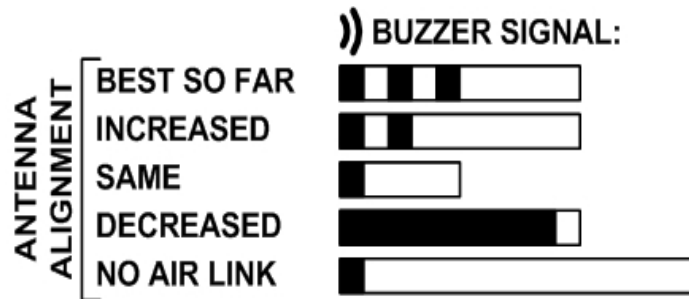 BUZZER SIGNAL:
ANTENNA
ALIGNMENT
BEST SO FAR
INCREASED
SAME
DECREASED
NO AIR LINK